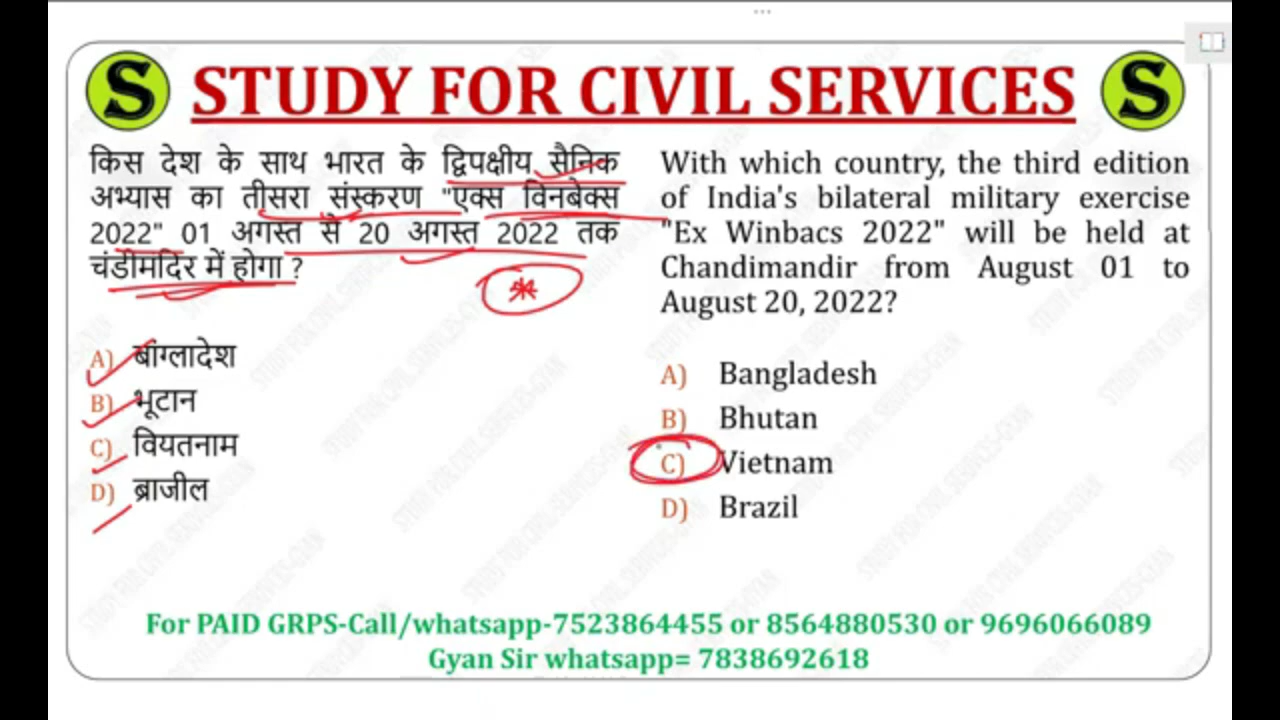 S STUDY FOR CIVIL SERVICES S
किस देश के साथ भारत के द्विपक्षीय सैनिक
अभ्यास का तीसरा संस्करण "एक्स विनबेक्स
2022" 01 अगस्त से 20 अगस्त 2022 तक
चंडीमंदिर में होगा ?
A) बांग्लादेश
B) भूटान
C) वियतनाम
D) ब्राजील
With which country, the third edition
of India's bilateral military exercise
"Ex Winbacs 2022" will be held at
Chandimandir from August 01 to
August 20, 2022?
A) Bangladesh
B) Bhutan
C) Vietnam
D) Brazil
For PAID GRPS-Call/whatsapp-7523864455 or 8564880530 or 9696066089
Gyan Sir whatsapp= 7838692618